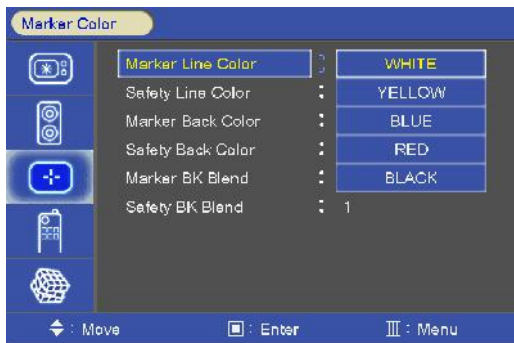 Marker Color
Marker Line Color : WHITE
Safety Line Color : YELLOW
Marker Back Color : BLUE
Safety Back Color : RED
Marker BK Blend : BLACK
Safety BK Blend : 1
: Move : Enter : Menu